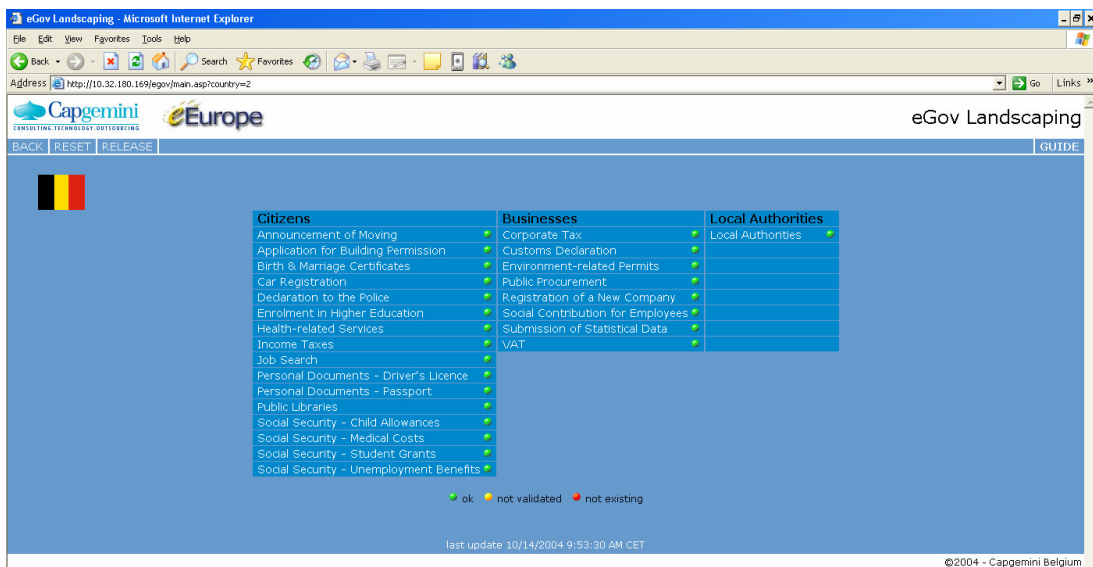 eGov Landscaping - Microsoft Internet Explorer
File Edit View Favorites Tools Help
Back Search Favorites
Address http://10.32.180.169/egov/main.asp?country=2 Go Links »
Capgemini
CONSULTING.TECHNOLOGY.OUTSOURCING
eEurope
eGov Landscaping
BACK RESET RELEASE GUIDE
Citizens Businesses Local Authorities
Announcement of Moving Corporate Tax Local Authorities
Application for Building Permission Customs Declaration
Birth & Marriage Certificates Environment-related Permits
Car Registration Public Procurement
Declaration to the Police Registration of a New Company
Enrolment in Higher Education Social Contribution for Employees
Health-related Services Submission of Statistical Data
Income Taxes VAT
Job Search
Personal Documents - Driver's Licence
Personal Documents - Passport
Public Libraries
Social Security - Child Allowances
Social Security - Medical Costs
Social Security - Student Grants
Social Security - Unemployment Benefits
ok not validated not existing
last update 10/14/2004 9:53:30 AM CET
©2004 - Capgemini Belgium